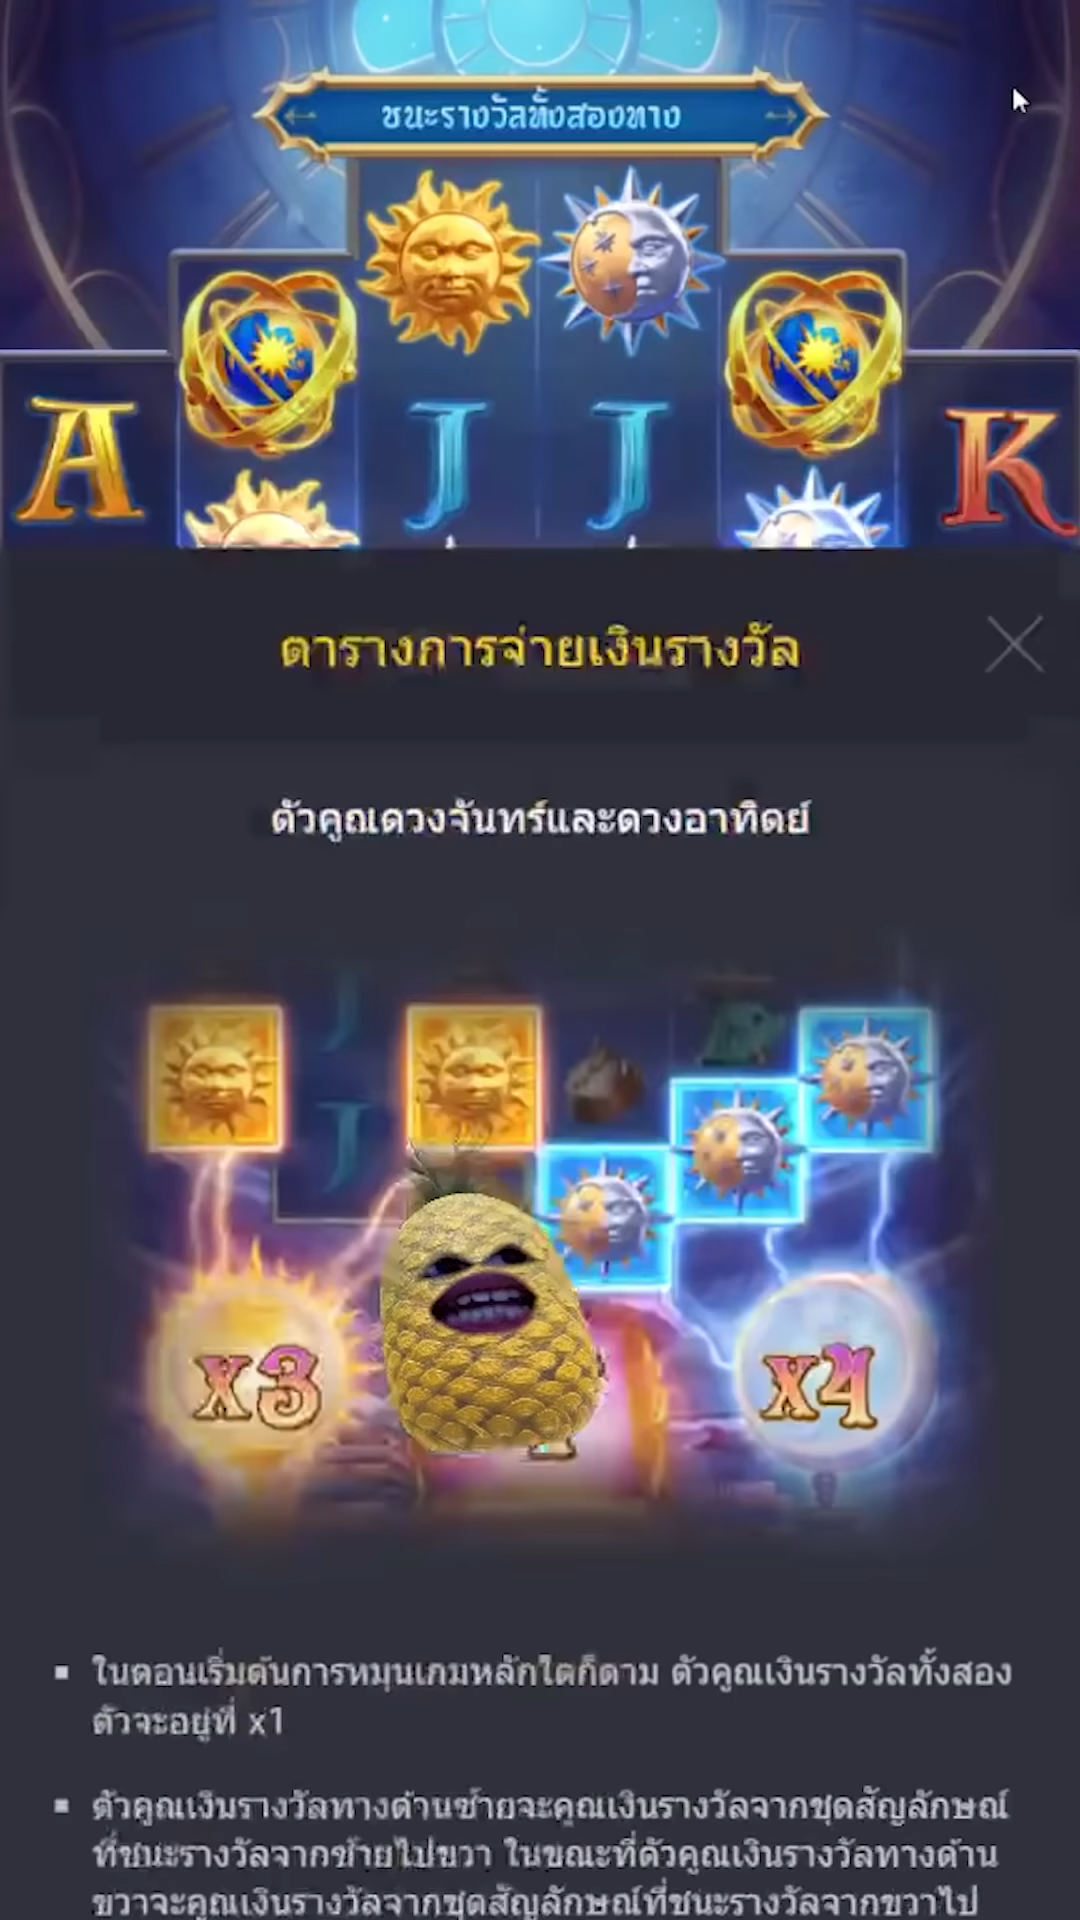 ชนะรางวัลทั้งสองทาง
A J J K
ตารางการจ่ายเงินรางวัล
ตัวคูณดวงจันทร์และดวงอาทิตย์
J
J
x3 x4
ในตอนเริ่มต้นการหมุนเกมหลักใดก็ตาม ตัวคูณเงินรางวัลทั้งสอง
ตัวจะอยู่ที่ x1
ตัวคูณเงินรางวัลทางด้านซ้ายจะคูณเงินรางวัลจากชุดสัญลักษณ์
ที่ชนะรางวัลจากซ้ายไปขวา ในขณะที่ตัวคูณเงินรางวัลทางด้าน
ขวาจะคูณเงินรางวัลจากชุดสัญลักษณ์ที่ชนะรางวัลจากขวาไป